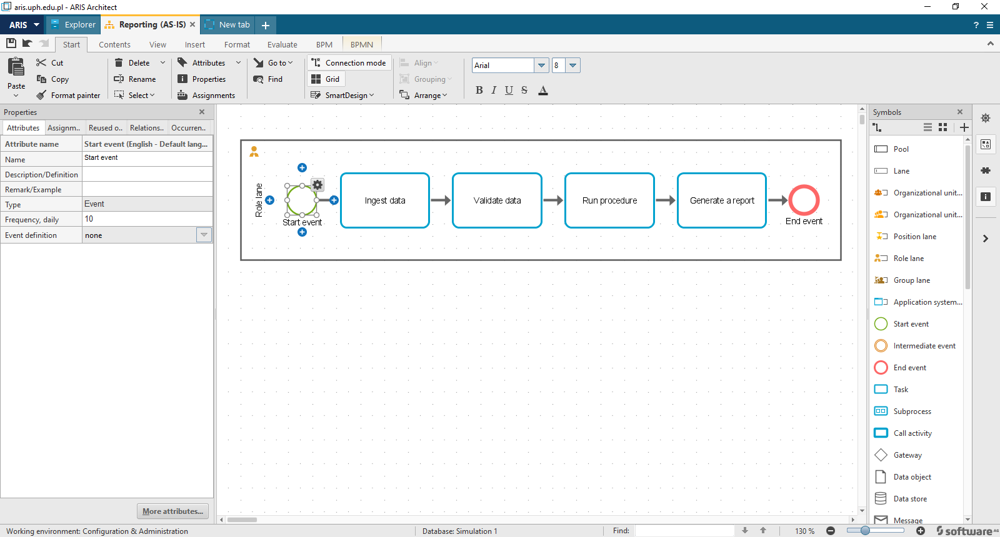 aris.uph.edu.pl - ARIS Architect
ARIS Explorer Reporting (AS-IS) New tab
Start Contents View Insert Format Evaluate BPM BPMN
Paste
Cut
Copy
Format painter
Delete
Rename
Select
Attributes
Properties
Assignments
Go to
Find
Connection mode
Grid
SmartDesign
Align
Grouping
Arrange
Arial 8
B I U S A
Properties
Attributes Assignm.. Reused o.. Relations.. Occurren..
Attribute name Start event (English - Default lang...
Name Start event
Description/Definition
Remark/Example
Type Event
Frequency, daily 10
Event definition none
More attributes...
Role lane
Start event
Ingest data
Validate data
Run procedure
Generate a report
End event
Symbols
Pool
Lane
Organizational unit...
Organizational unit...
Position lane
Role lane
Group lane
Application system...
Start event
Intermediate event
End event
Task
Subprocess
Call activity
Gateway
Data object
Data store
Message
Working environment: Configuration & Administration Database: Simulation 1 Find: 130 % software AG